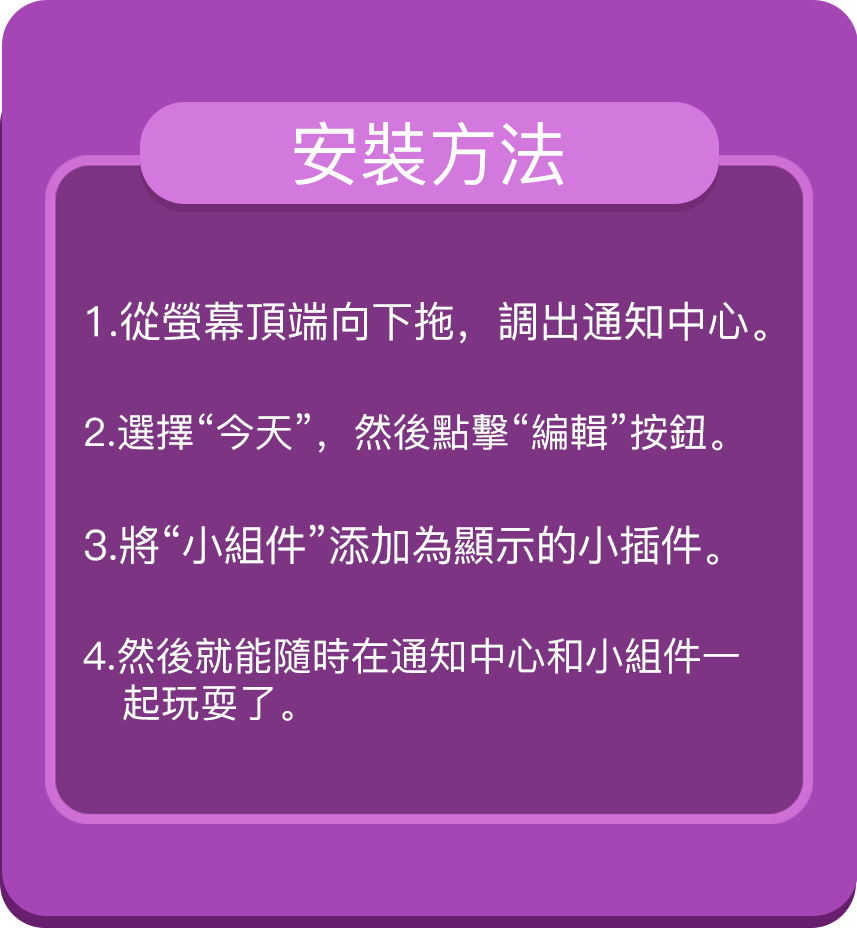 安裝方法
1.從螢幕頂端向下拖，調出通知中心。
2.選擇“今天”，然後點擊“編輯”按鈕。
3.將“小組件”添加為顯示的小插件。
4.然後就能隨時在通知中心和小組件一
起玩耍了。